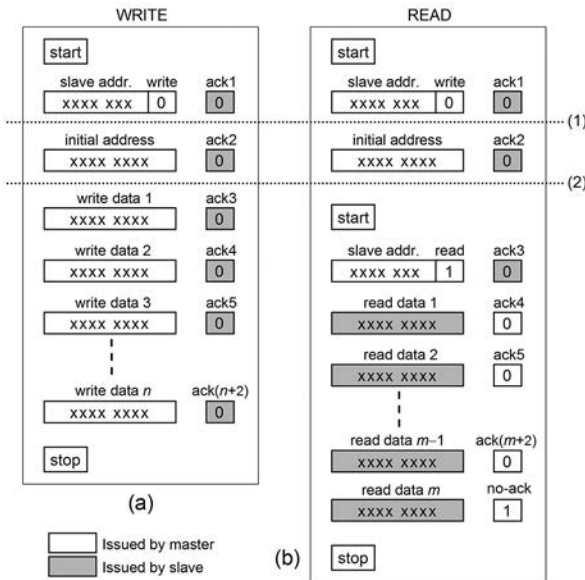 WRITE
start
slave addr. write ack1
xxxx xxx 0 0
initial address ack2
xxxx xxxx 0
write data 1 ack3
xxxx xxxx 0
write data 2 ack4
xxxx xxxx 0
write data 3 ack5
xxxx xxxx 0
write data n ack(n+2)
xxxx xxxx 0
stop
(a)
Issued by master
Issued by slave
READ
start
slave addr. write ack1
xxxx xxx 0 0
(1)
initial address ack2
xxxx xxxx 0
(2)
start
slave addr. read ack3
xxxx xxx 1 0
read data 1 ack4
xxxx xxxx 0
read data 2 ack5
xxxx xxxx 0
read data m–1 ack(m+2)
xxxx xxxx 0
read data m no-ack
xxxx xxxx 1
stop
(b)